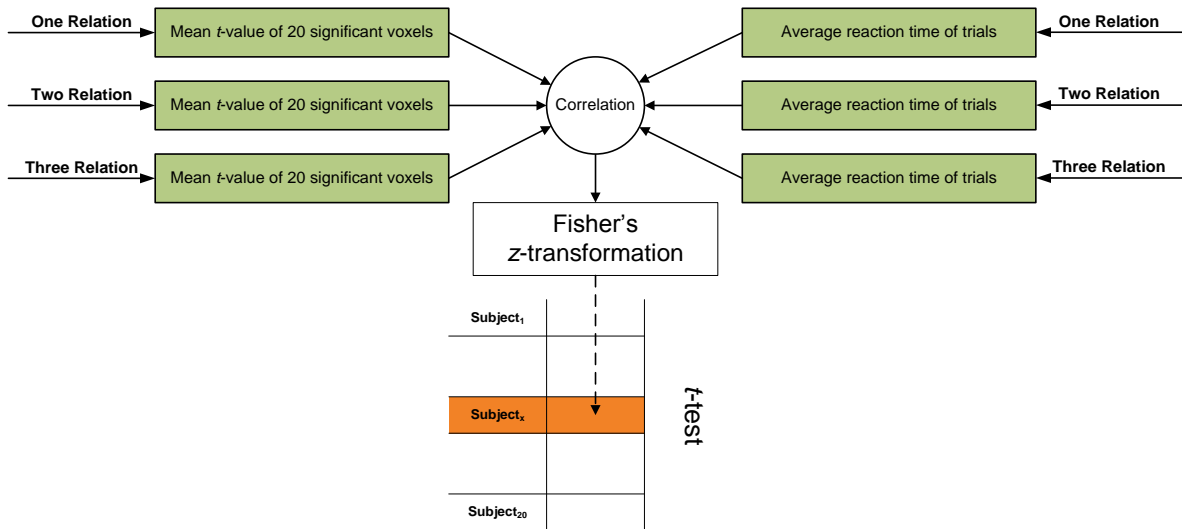 One Relation
Mean t-value of 20 significant voxels
Average reaction time of trials
One Relation
Two Relation
Mean t-value of 20 significant voxels
Correlation
Average reaction time of trials
Two Relation
Three Relation
Mean t-value of 20 significant voxels
Average reaction time of trials
Three Relation
Fisher's
z-transformation
Subject₁
Subjectₓ
t-test
Subject₂₀